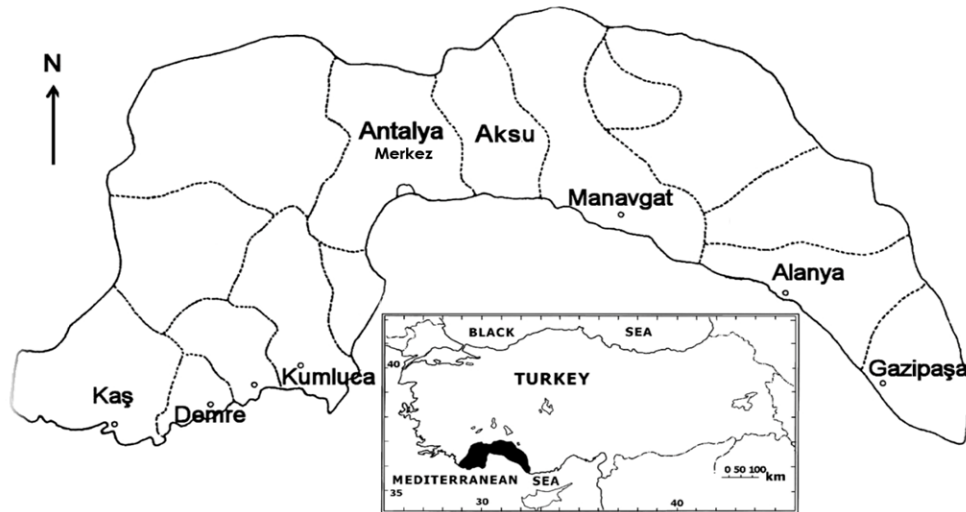 N
Antalya
Merkez
Aksu
Manavgat
Alanya
Gazipaşa
Kumluca
Kaş
Demre
BLACK SEA
40
TURKEY
MEDITERRANEAN SEA
0 50 100
km
35 30 40